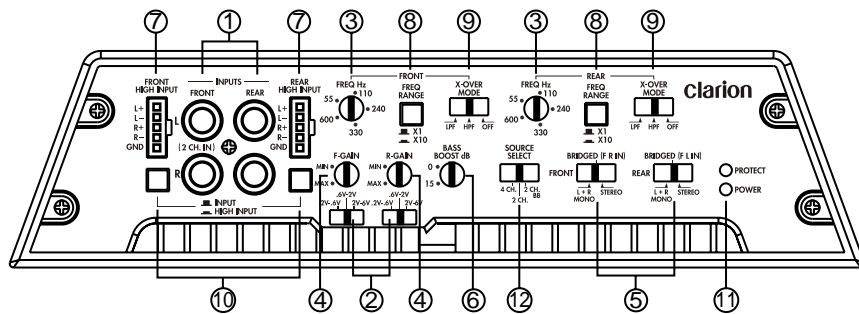 ⑦ ① ⑦ ③ ⑧ ⑨ ③ ⑧ ⑨
FRONT
HIGH INPUT
INPUTS
FRONT REAR
REAR
HIGH INPUT
L+
L-
R+
R-
GND
L
(2 CH. IN)
R
L+
L-
R+
R-
GND
INPUT
HIGH INPUT
FRONT
FREQ Hz
55 110 240 330 600
FREQ
RANGE
X1
X10
X-OVER
MODE
LPF HPF OFF
REAR
FREQ Hz
55 110 240 330 600
FREQ
RANGE
X1
X10
X-OVER
MODE
LPF HPF OFF
clarion
F-GAIN
MIN
MAX
.6V-2V
.2V-.6V 2V-6V
R-GAIN
MIN
MAX
.6V-2V
.2V-.6V 2V-6V
BASS
BOOST dB
0
15
SOURCE
SELECT
4 CH. 2 CH.
BB
2 CH.
BRIDGED (F R IN)
FRONT
L + R STEREO
MONO
BRIDGED (F L IN)
REAR
L + R STEREO
MONO
PROTECT
POWER
⑩ ④ ② ④ ⑥ ⑫ ⑤ ⑪